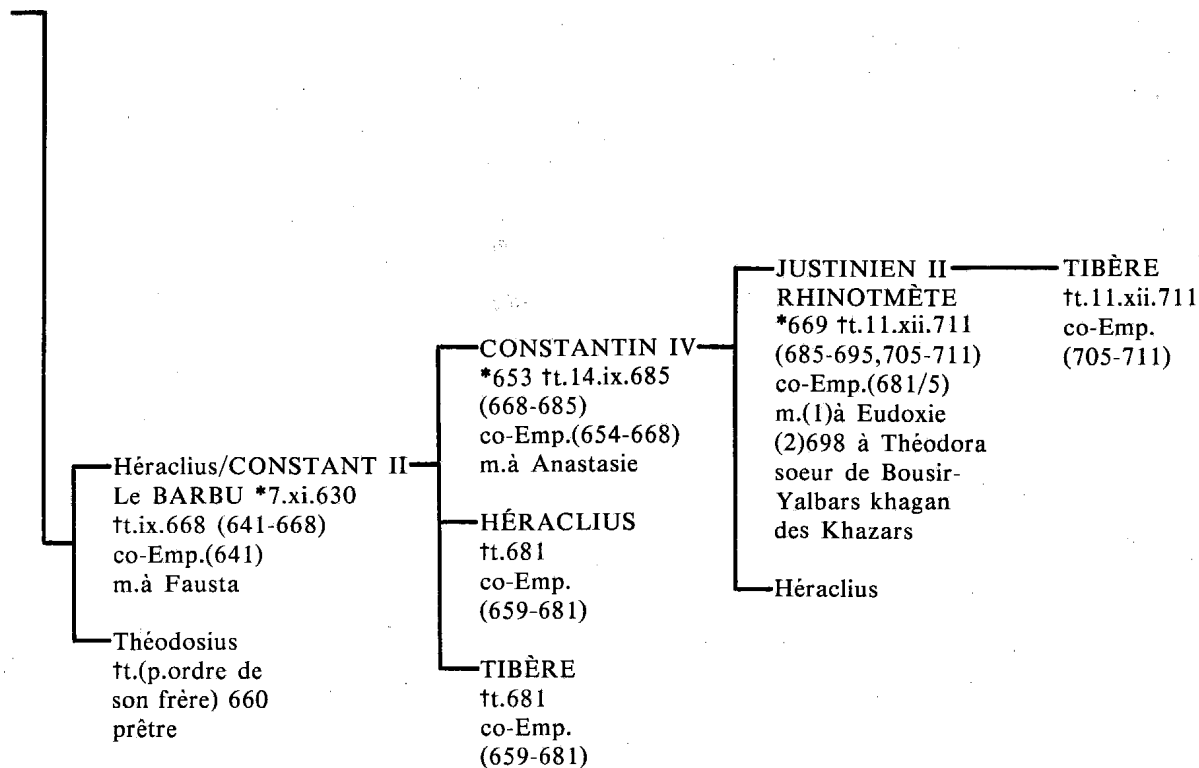 Héraclius/CONSTANT II
Le BARBU *7.xi.630
†t.ix.668 (641-668)
co-Emp.(641)
m.à Fausta
Théodosius
†t.(p.ordre de
son frère) 660
prêtre
CONSTANTIN IV
*653 †t.14.ix.685
(668-685)
co-Emp.(654-668)
m.à Anastasie
HÉRACLIUS
†t.681
co-Emp.
(659-681)
TIBÈRE
†t.681
co-Emp.
(659-681)
JUSTINIEN II
RHINOTMÈTE
*669 †t.11.xii.711
(685-695,705-711)
co-Emp.(681/5)
m.(1)à Eudoxie
(2)698 à Théodora
soeur de Bousir-
Yalbars khagan
des Khazars
Héraclius
TIBÈRE
†t.11.xii.711
co-Emp.
(705-711)